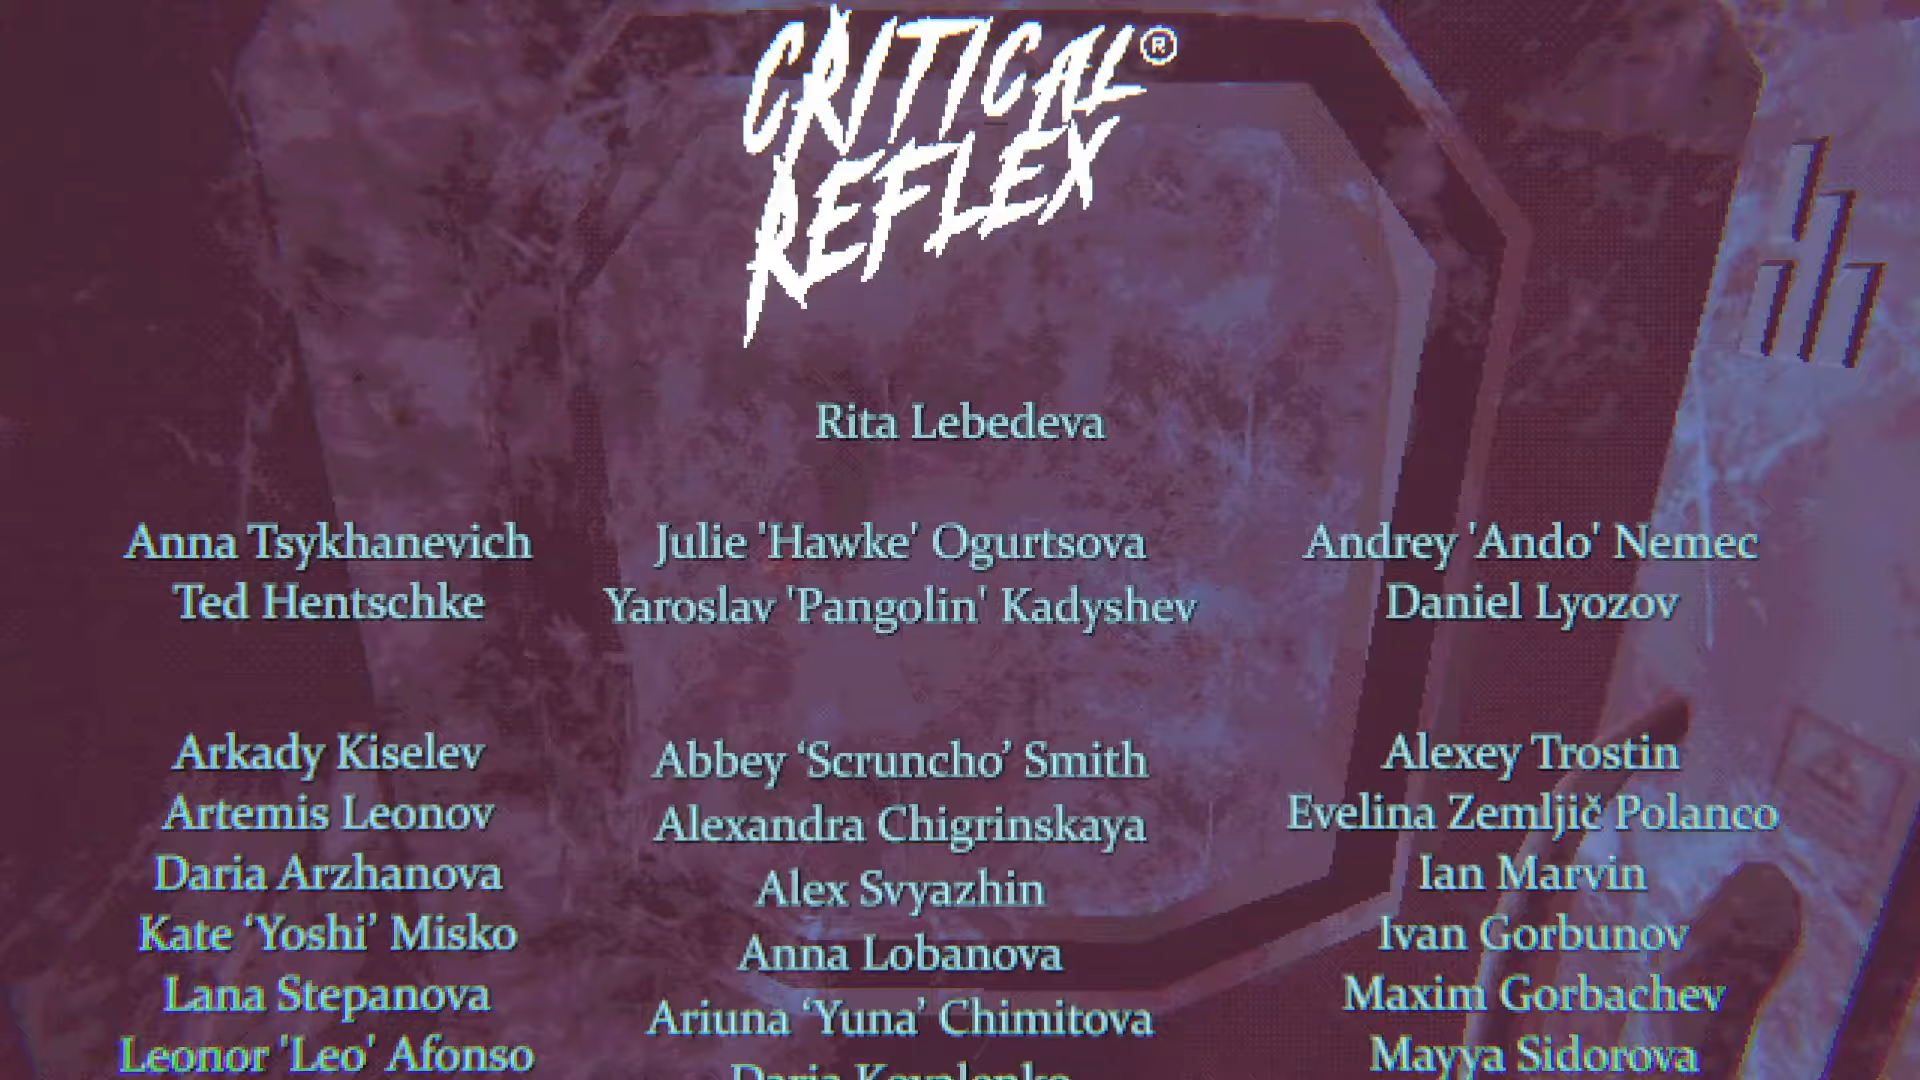 CRITICAL®
REFLEX
Rita Lebedeva
Anna Tsykhanevich
Ted Hentschke
Julie 'Hawke' Ogurtsova
Yaroslav 'Pangolin' Kadyshev
Andrey 'Ando' Nemec
Daniel Lyozov
Arkady Kiselev
Artemis Leonov
Daria Arzhanova
Kate ‘Yoshi’ Misko
Lana Stepanova
Leonor 'Leo' Afonso
Abbey ‘Scruncho’ Smith
Alexandra Chigrinskaya
Alex Svyazhin
Anna Lobanova
Ariuna ‘Yuna’ Chimitova
Daria Kovalenko
Alexey Trostin
Evelina Zemljič Polanco
Ian Marvin
Ivan Gorbunov
Maxim Gorbachev
Mayya Sidorova